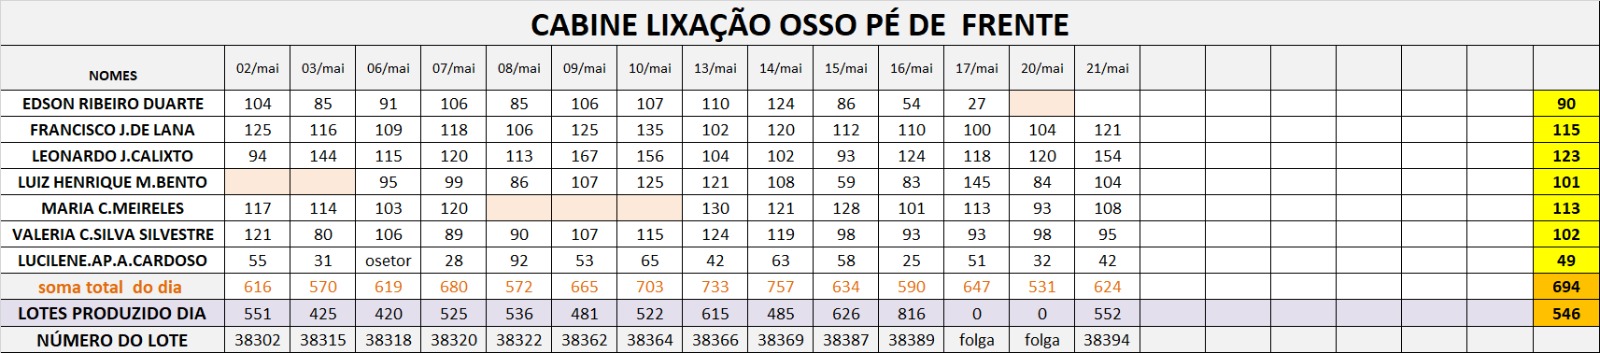 CABINE LIXAÇÃO OSSO PÉ DE FRENTE
NOMES 02/mai 03/mai 06/mai 07/mai 08/mai 09/mai 10/mai 13/mai 14/mai 15/mai 16/mai 17/mai 20/mai 21/mai
EDSON RIBEIRO DUARTE 104 85 91 106 85 106 107 110 124 86 54 27 90
FRANCISCO J.DE LANA 125 116 109 118 106 125 135 102 120 112 110 100 104 121 115
LEONARDO J.CALIXTO 94 144 115 120 113 167 156 104 102 93 124 118 120 154 123
LUIZ HENRIQUE M.BENTO 95 99 86 107 125 121 108 59 83 145 84 104 101
MARIA C.MEIRELES 117 114 103 120 130 121 128 101 113 93 108 113
VALERIA C.SILVA SILVESTRE 121 80 106 89 90 107 115 124 119 98 93 93 98 95 102
LUCILENE.AP.A.CARDOSO 55 31 osetor 28 92 53 65 42 63 58 25 51 32 42 49
soma total do dia 616 570 619 680 572 665 703 733 757 634 590 647 531 624 694
LOTES PRODUZIDO DIA 551 425 420 525 536 481 522 615 485 626 816 0 0 552 546
NÚMERO DO LOTE 38302 38315 38318 38320 38322 38362 38364 38366 38369 38387 38389 folga folga 38394